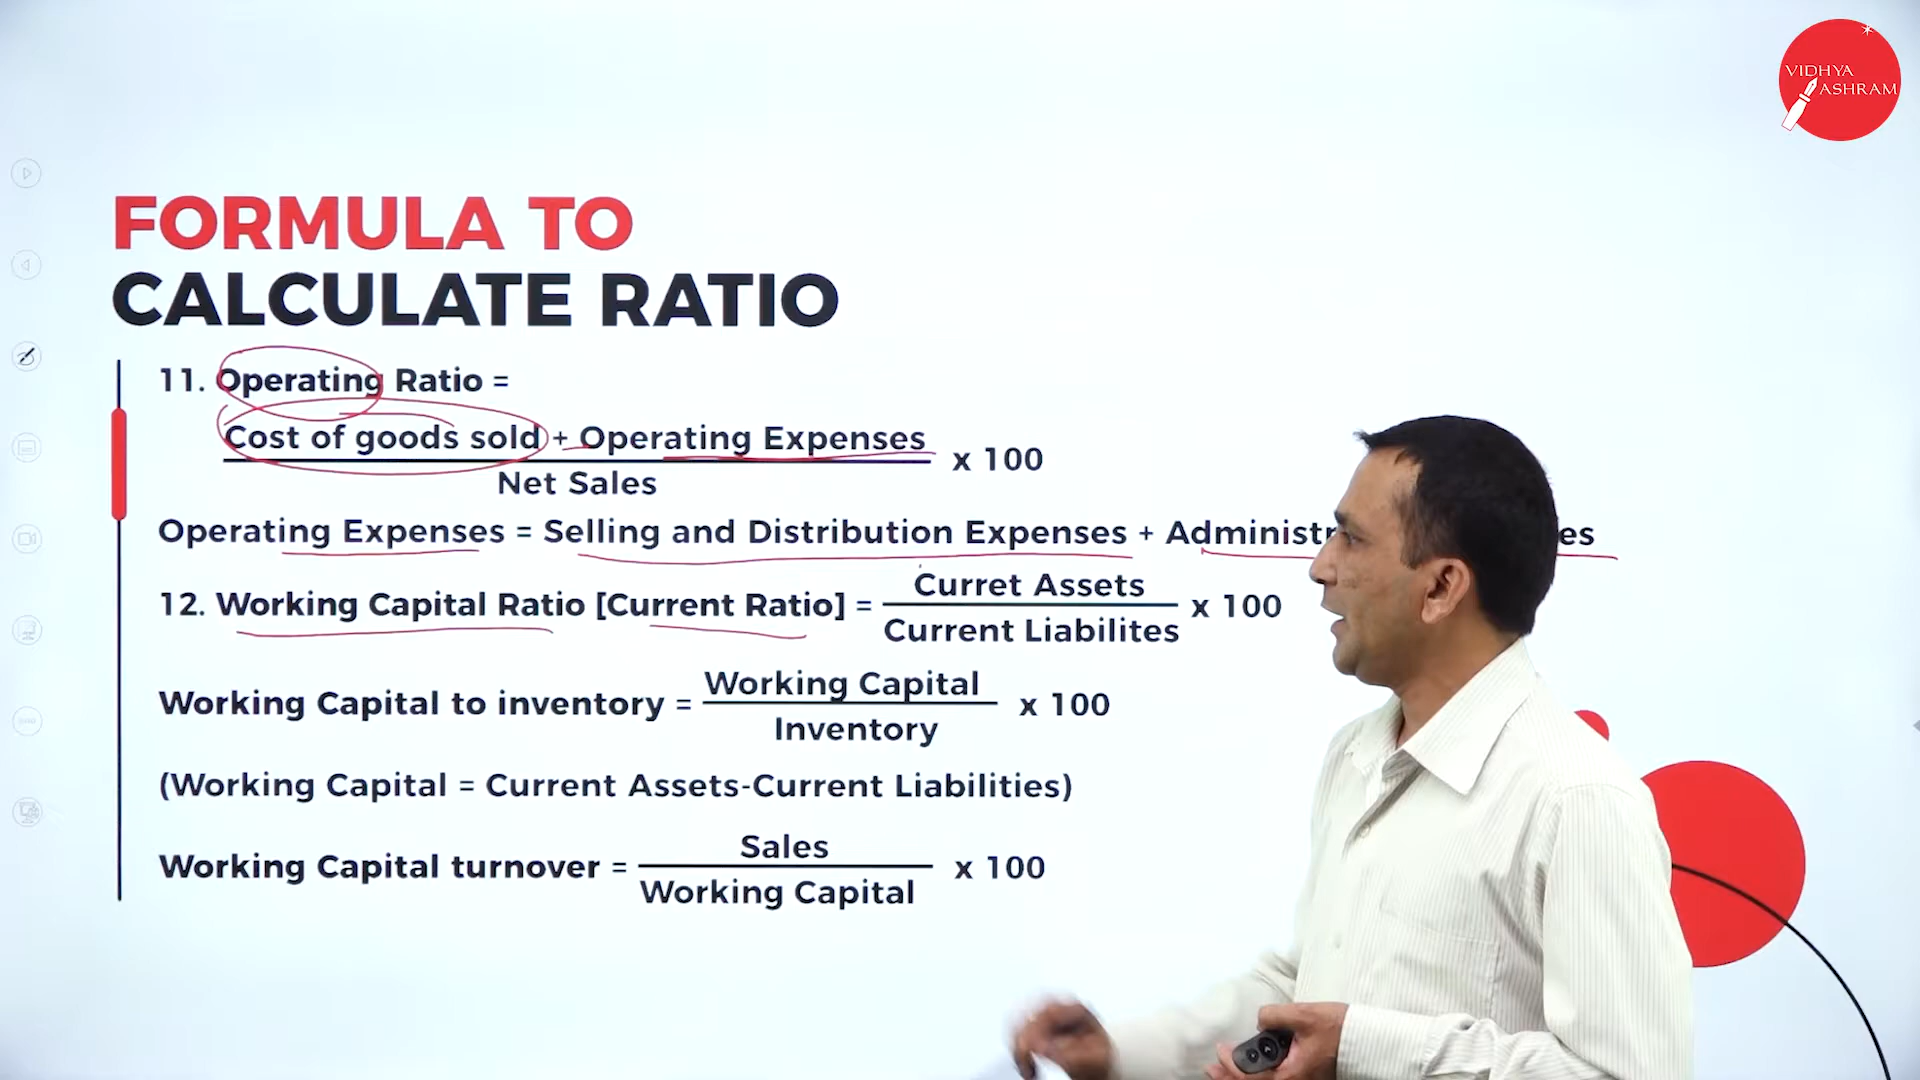 VIDHYA
ASHRAM
FORMULA TO
CALCULATE RATIO
11. Operating Ratio =
Cost of goods sold + Operating Expenses
x 100
Net Sales
Operating Expenses = Selling and Distribution Expenses +
12. Working Capital Ratio [Current Ratio] =
Curret Assets
x 100
Current Liabilites
Working Capital to inventory =
Working Capital
x 100
Inventory
(Working Capital = Current Assets-Current Liabilities)
Working Capital turnover =
Sales
x 100
Working Capital